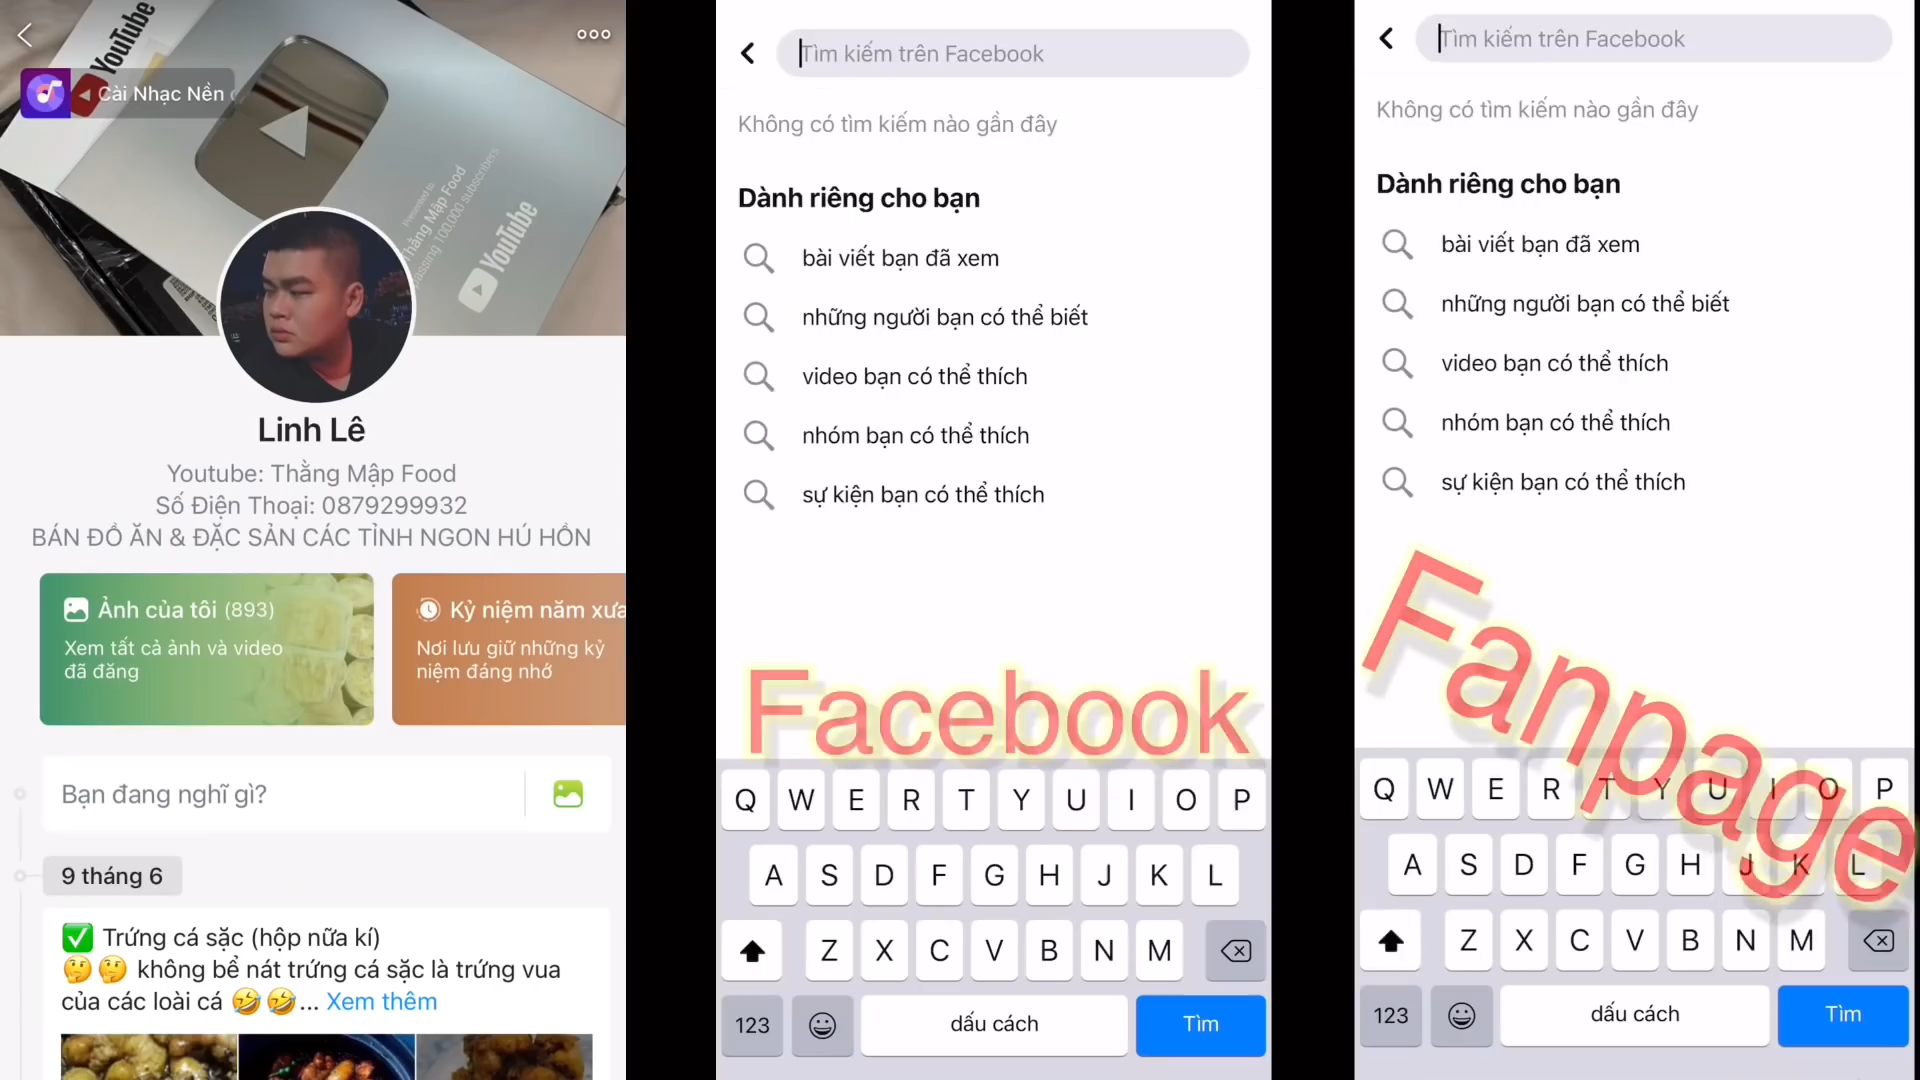 YouTube
Cài Nhạc Nền
Presented to
Thằng Mập Food
passing 100,000 subscribers
YouTube
Linh Lê
Youtube: Thằng Mập Food
Số Điện Thoại: 0879299932
BÁN ĐỒ ĂN & ĐẶC SẢN CÁC TỈNH NGON HÚ HỒN
Ảnh của tôi (893)
Xem tất cả ảnh và video
đã đăng
Kỷ niệm năm xưa
Nơi lưu giữ những kỷ
niệm đáng nhớ
Bạn đang nghĩ gì?
9 tháng 6
✅ Trứng cá sặc (hộp nữa kí)
🤔🤔 không bể nát trứng cá sặc là trứng vua
của các loài cá 🤣🤣... Xem thêm
Tìm kiếm trên Facebook
Không có tìm kiếm nào gần đây
Dành riêng cho bạn
bài viết bạn đã xem
những người bạn có thể biết
video bạn có thể thích
nhóm bạn có thể thích
sự kiện bạn có thể thích
Facebook
Q W E R T Y U I O P
A S D F G H J K L
Z X C V B N M
123 dấu cách Tìm
Tìm kiếm trên Facebook
Không có tìm kiếm nào gần đây
Dành riêng cho bạn
bài viết bạn đã xem
những người bạn có thể biết
video bạn có thể thích
nhóm bạn có thể thích
sự kiện bạn có thể thích
Fanpage
Q W E R T Y U I O P
A S D F G H J K L
Z X C V B N M
123 dấu cách Tìm